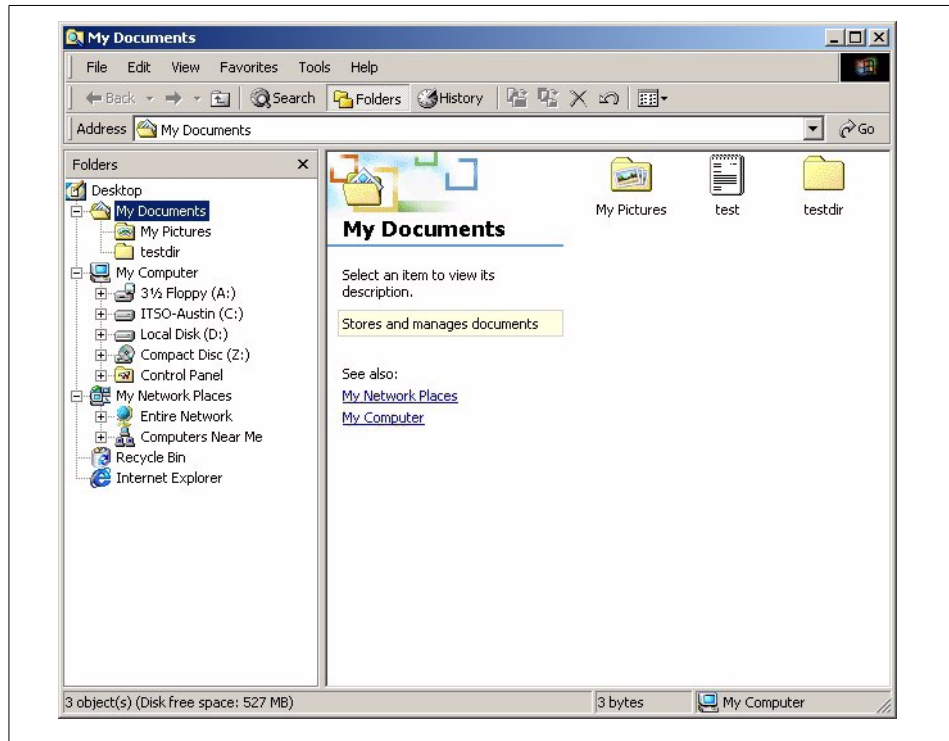 My Documents
File Edit View Favorites Tools Help
Back Search Folders History
Address My Documents Go
Folders
Desktop
My Documents
My Pictures
testdir
My Computer
3½ Floppy (A:)
ITSO-Austin (C:)
Local Disk (D:)
Compact Disc (Z:)
Control Panel
My Network Places
Entire Network
Computers Near Me
Recycle Bin
Internet Explorer
My Documents
Select an item to view its
description.
Stores and manages documents
See also:
My Network Places
My Computer
My Pictures test testdir
3 object(s) (Disk free space: 527 MB) 3 bytes My Computer